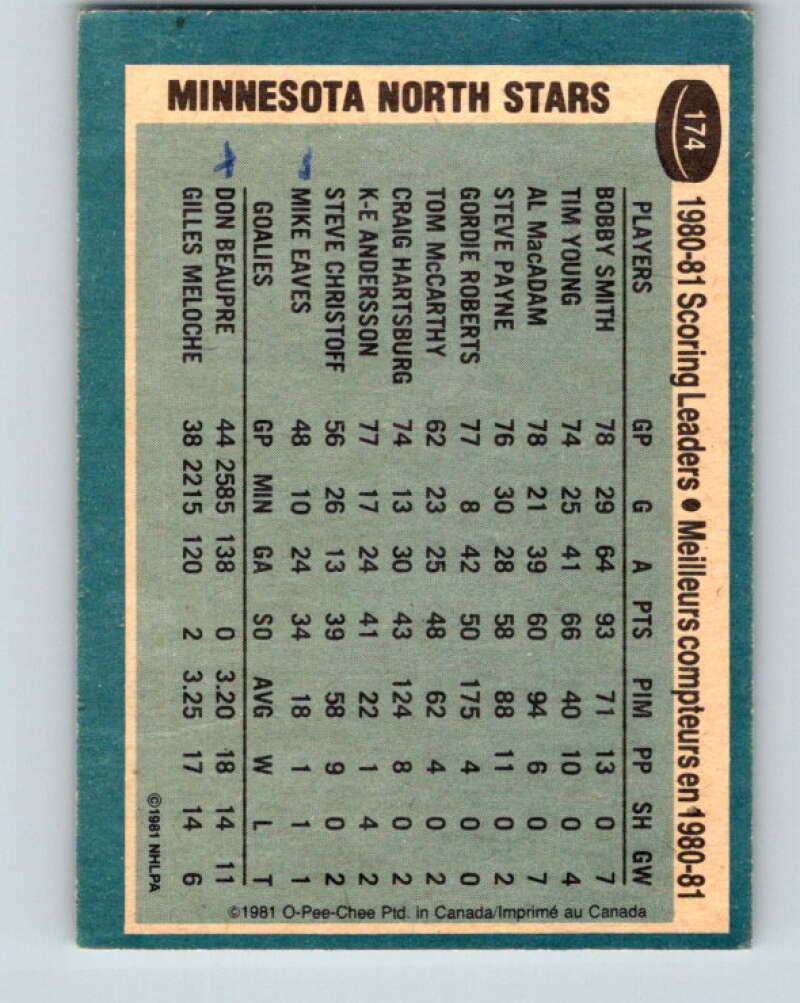 MINNESOTA NORTH STARS
174
1980-81 Scoring Leaders • Meilleurs compteurs en 1980-81
PLAYERS GP G A PTS PIM PP SH GW
BOBBY SMITH 78 29 64 93 71 13 0 7
TIM YOUNG 74 25 41 66 40 10 0 4
AL MacADAM 78 21 39 60 94 6 0 7
STEVE PAYNE 76 30 28 58 88 11 0 2
GORDIE ROBERTS 77 8 42 50 175 4 0 0
TOM McCARTHY 62 23 25 48 62 4 0 2
CRAIG HARTSBURG 74 13 30 43 124 8 0 2
K-E ANDERSSON 77 17 24 41 22 1 4 2
STEVE CHRISTOFF 56 26 13 39 58 9 0 2
MIKE EAVES 48 10 24 34 18 1 1 1
GOALIES GP MIN GA SO AVG W L T
DON BEAUPRE 44 2585 138 0 3.20 18 14 11
GILLES MELOCHE 38 2215 120 2 3.25 17 14 6
©1981 NHLPA
©1981 O-Pee-Chee Ptd. in Canada/Imprimé au Canada